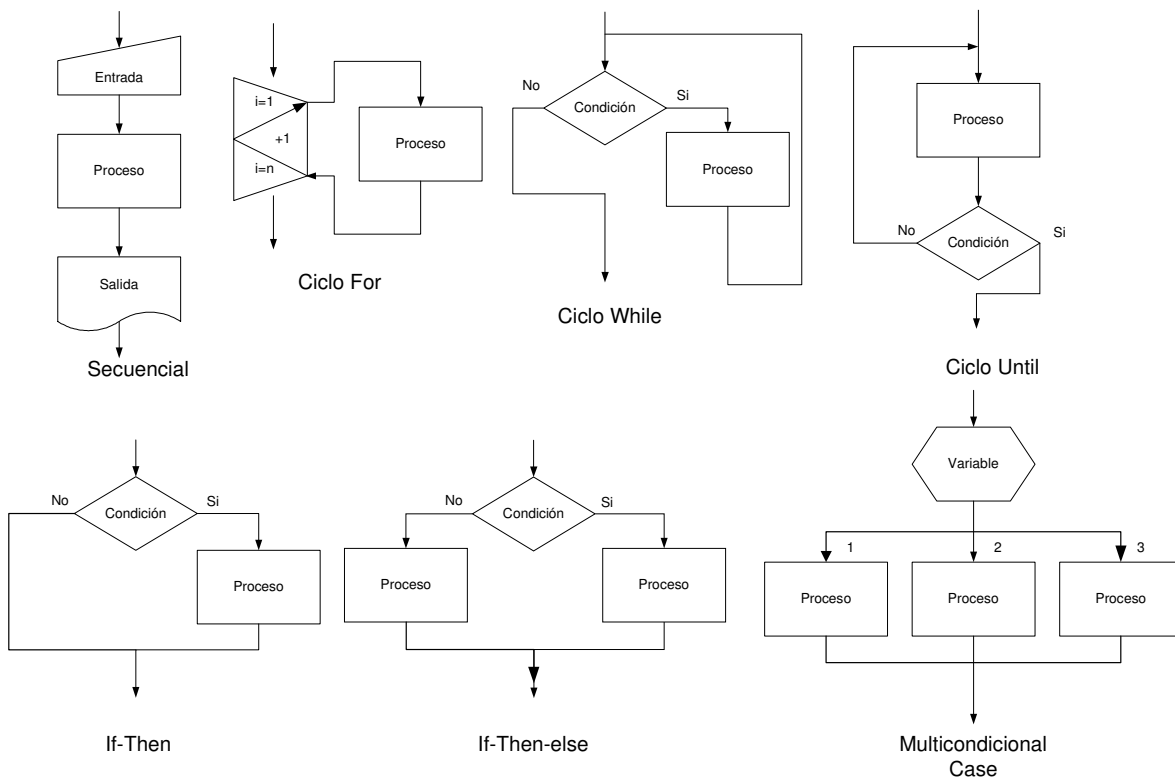 Entrada
Proceso
Salida
Secuencial
i=1
+1
i=n
Proceso
Ciclo For
No
Condición
Si
Proceso
Ciclo While
Proceso
No
Condición
Si
Ciclo Until
No
Condición
Si
Proceso
If-Then
No
Condición
Si
Proceso
Proceso
If-Then-else
Variable
1
2
3
Proceso
Proceso
Proceso
Multicondicional
Case